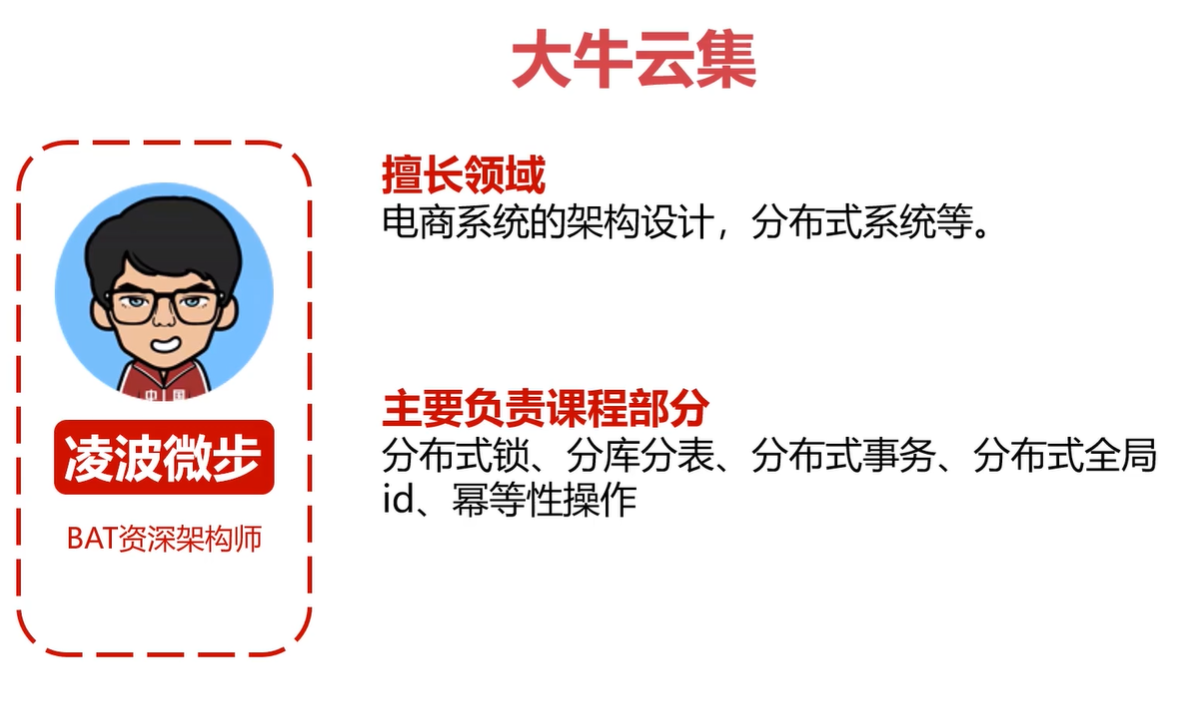 大牛云集
擅长领域
电商系统的架构设计，分布式系统等。
主要负责课程部分
分布式锁、分库分表、分布式事务、分布式全局
id、幂等性操作
中国
凌波微步
BAT资深架构师